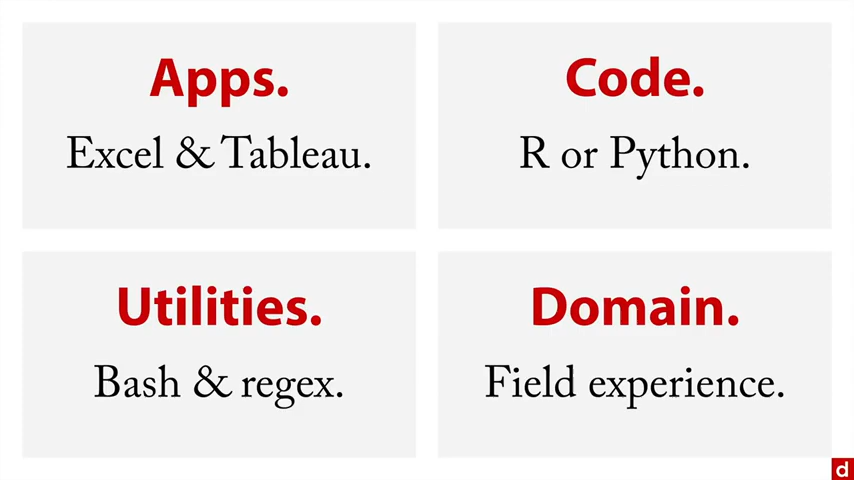 Apps.
Excel & Tableau.
Code.
R or Python.
Utilities.
Bash & regex.
Domain.
Field experience.
d